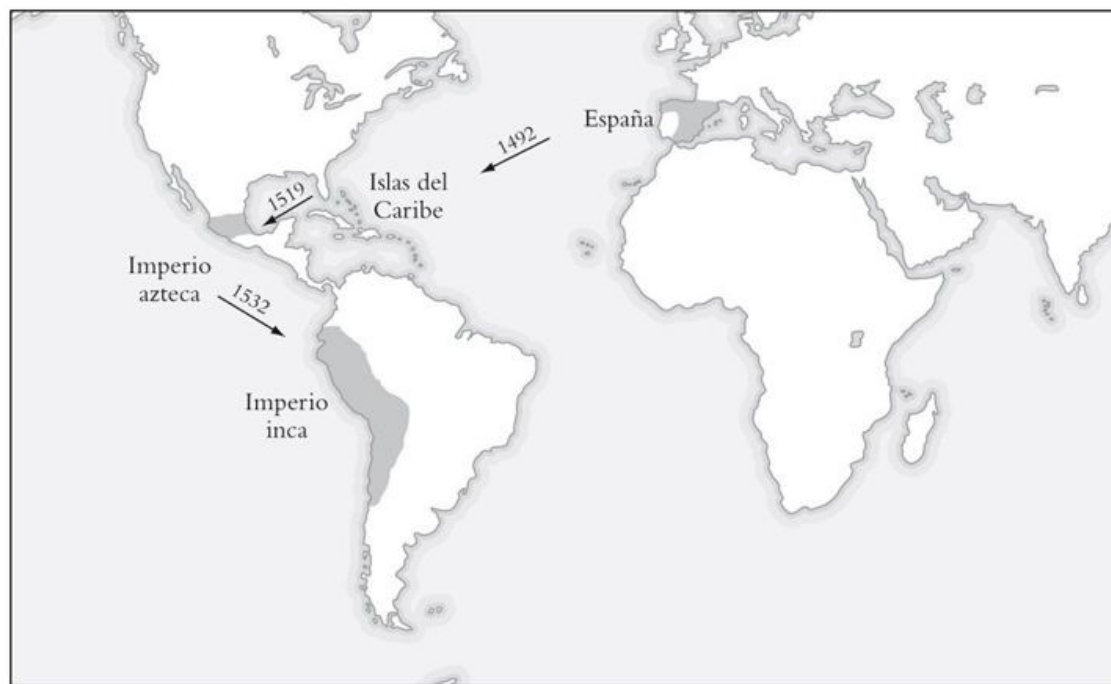 España
1492
Islas del
Caribe
1519
Imperio
azteca
1532
Imperio
inca